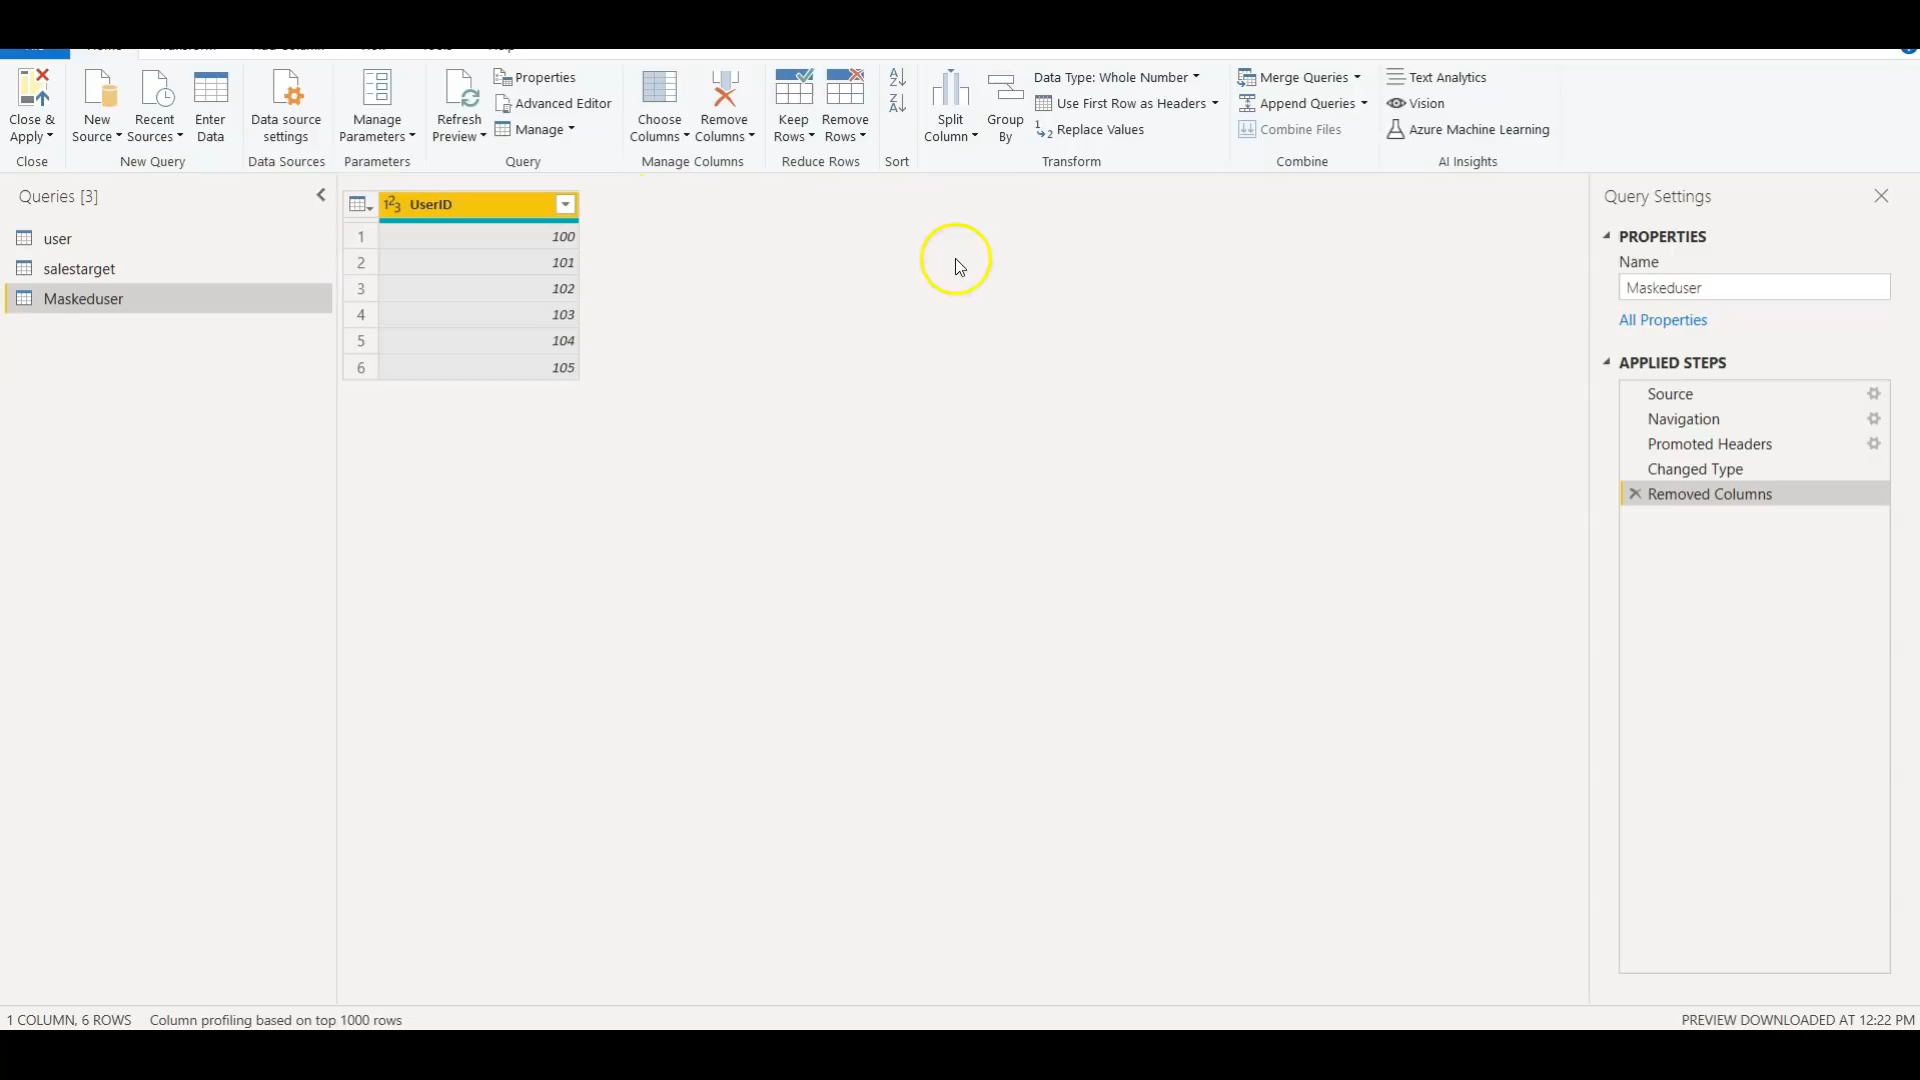 Close & Apply
New Source
Recent Sources
Enter Data
Data source settings
Manage Parameters
Refresh Preview
Properties
Advanced Editor
Manage
Choose Columns
Remove Columns
Keep Rows
Remove Rows
A
Z
Z
A
Split Column
Group By
Data Type: Whole Number
Use First Row as Headers
1
2
Replace Values
Merge Queries
Append Queries
Combine Files
Text Analytics
Vision
Azure Machine Learning
Close
New Query
Data Sources
Parameters
Query
Manage Columns
Reduce Rows
Sort
Transform
Combine
AI Insights
Queries [3]
user
salestarget
Maskeduser
123 UserID
1 100
2 101
3 102
4 103
5 104
6 105
Query Settings
PROPERTIES
Name
Maskeduser
All Properties
APPLIED STEPS
Source
Navigation
Promoted Headers
Changed Type
Removed Columns
1 COLUMN, 6 ROWS Column profiling based on top 1000 rows
PREVIEW DOWNLOADED AT 12:22 PM